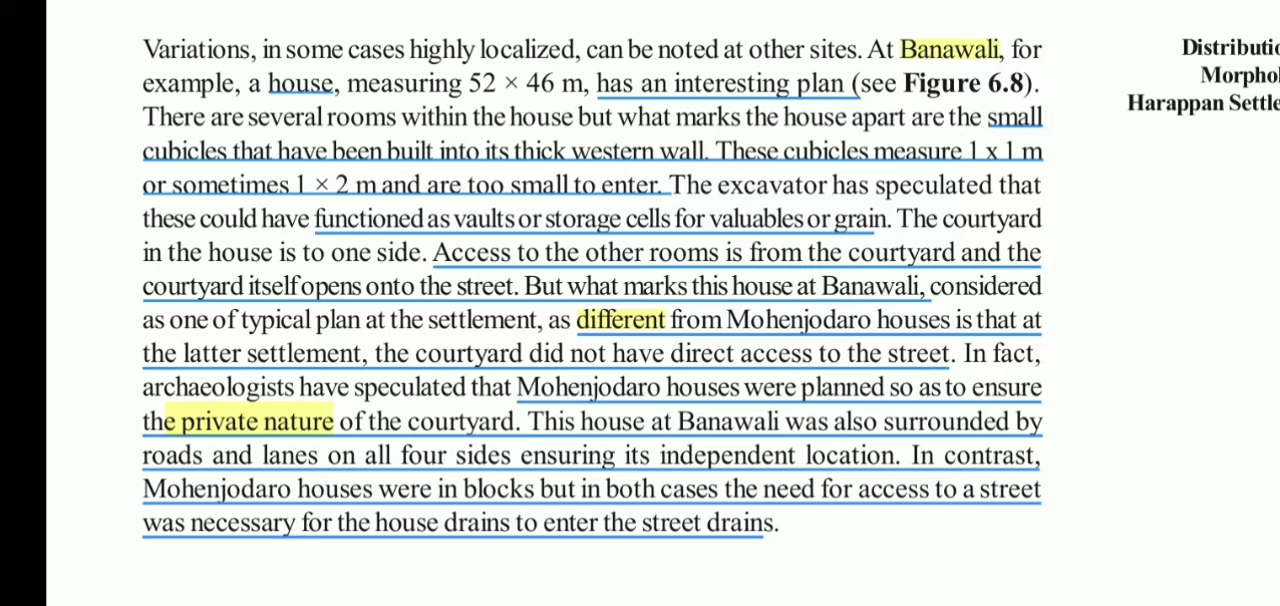 Variations, in some cases highly localized, can be noted at other sites. At Banawali, for
example, a house, measuring 52 × 46 m, has an interesting plan (see Figure 6.8).
There are several rooms within the house but what marks the house apart are the small
cubicles that have been built into its thick western wall. These cubicles measure 1 x 1 m
or sometimes 1 × 2 m and are too small to enter. The excavator has speculated that
these could have functioned as vaults or storage cells for valuables or grain. The courtyard
in the house is to one side. Access to the other rooms is from the courtyard and the
courtyard itself opens onto the street. But what marks this house at Banawali, considered
as one of typical plan at the settlement, as different from Mohenjodaro houses is that at
the latter settlement, the courtyard did not have direct access to the street. In fact,
archaeologists have speculated that Mohenjodaro houses were planned so as to ensure
the private nature of the courtyard. This house at Banawali was also surrounded by
roads and lanes on all four sides ensuring its independent location. In contrast,
Mohenjodaro houses were in blocks but in both cases the need for access to a street
was necessary for the house drains to enter the street drains.
Distributi
Morphol
Harappan Settle